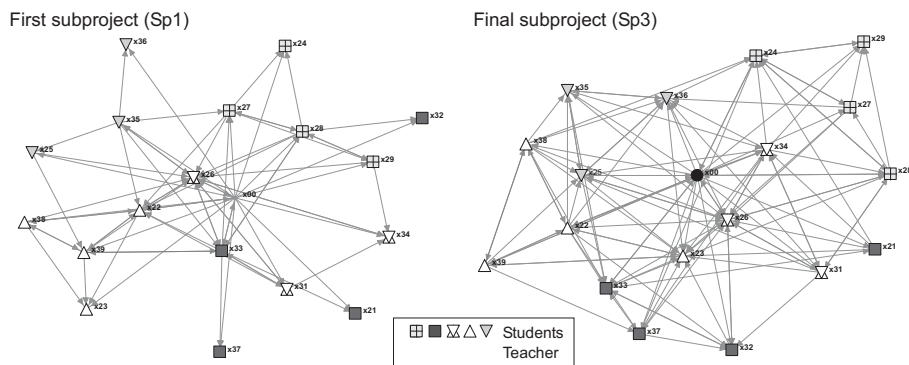 First subproject (Sp1)
x36
x24
x27
x35
x32
x28
x25
x29
x26
x00
x22
x38
x34
x33
x39
x31
x23
x21
x37
Final subproject (Sp3)
x29
x24
x35
x36
x27
x38
x34
x25
x00
x28
x26
x22
x21
x23
x39
x31
x33
x37
x32
Students
Teacher